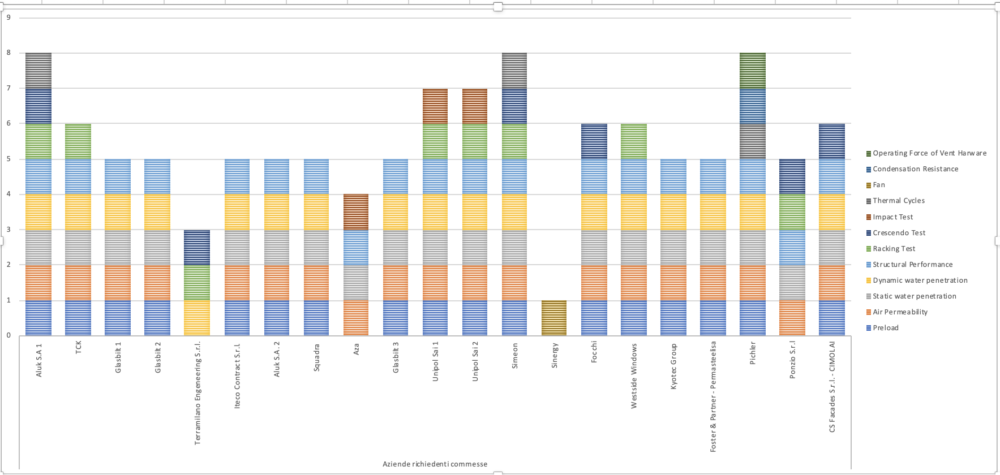 9
8
7
6
5
4
3
2
1
0
Aluk S.A 1
TCK
Glasbilt 1
Glasbilt 2
Terramilano Engeneering S.r.l.
Iteco Contract S.r.l.
Aluk S.A. 2
Squadra
Aza
Glasbilt 3
Unipol Sai 1
Unipol Sai 2
Simeon
Sinergy
Focchi
Westside Windows
Kyotec Group
Foster & Partner - Permasteelisa
Pichler
Ponzio S.r.l
CS Facades S.r.l. - CIMOLAI
Aziende richiedenti commesse
Operating Force of Vent Harware
Condensation Resistance
Fan
Thermal Cycles
Impact Test
Crescendo Test
Racking Test
Structural Performance
Dynamic water penetration
Static water penetration
Air Permeability
Preload